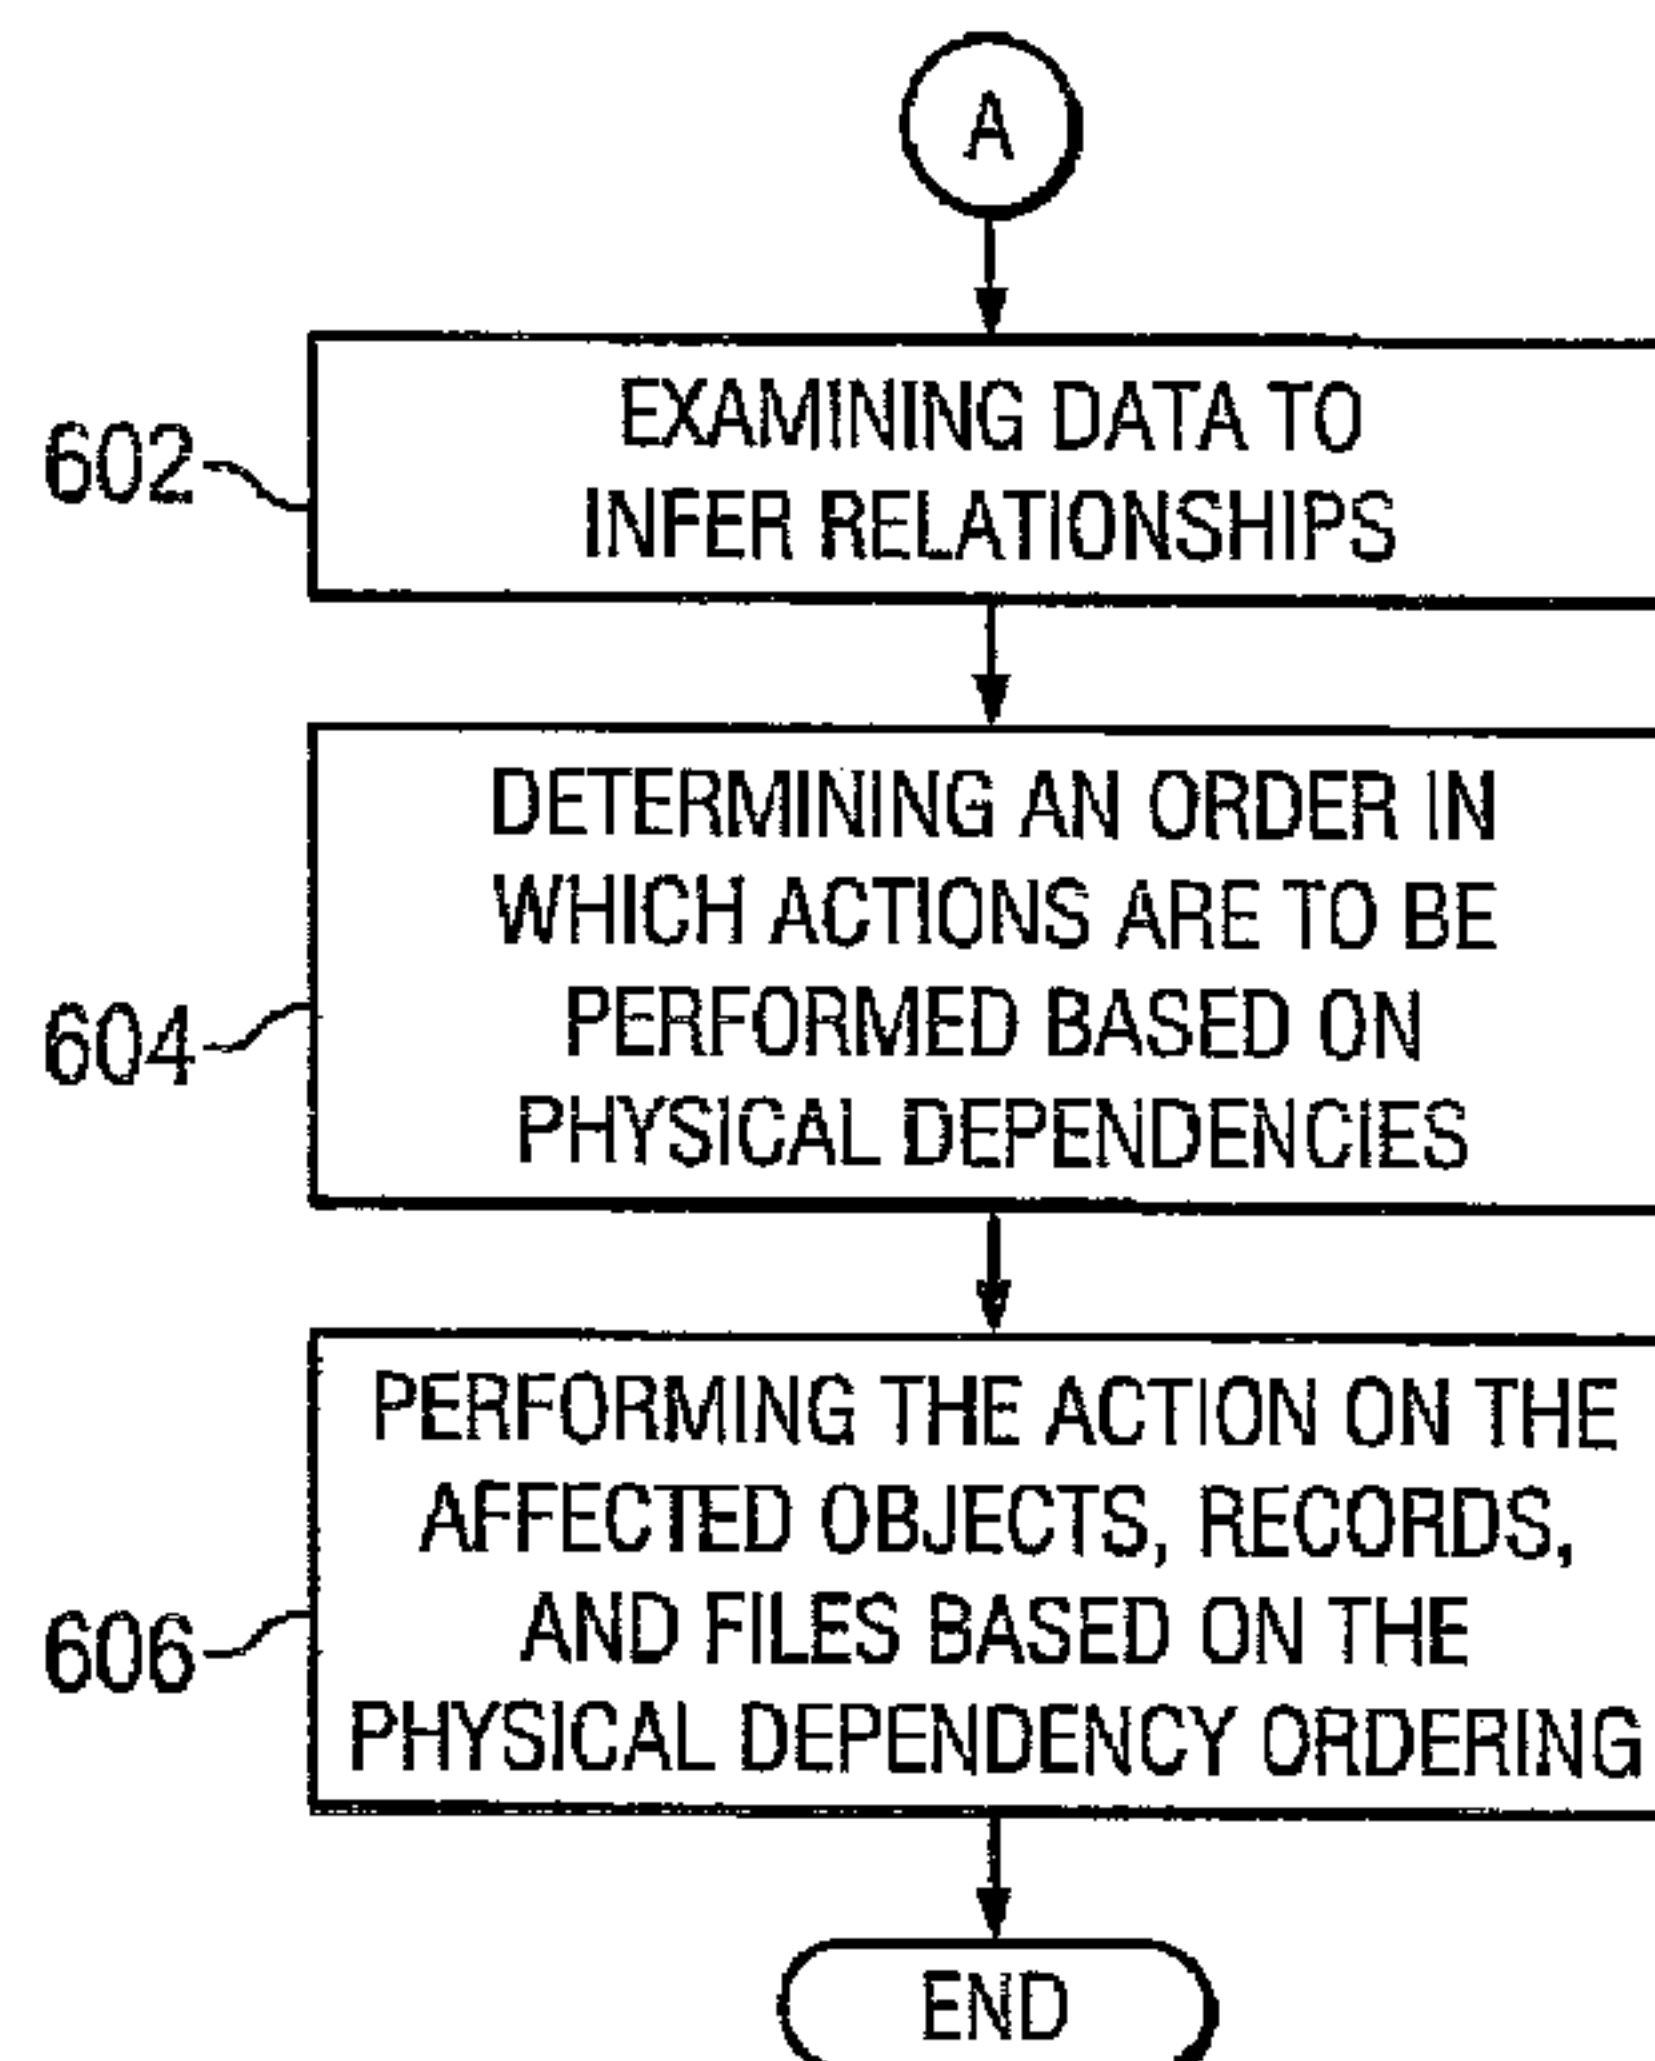 A
602
EXAMINING DATA TO
INFER RELATIONSHIPS
604
DETERMINING AN ORDER IN
WHICH ACTIONS ARE TO BE
PERFORMED BASED ON
PHYSICAL DEPENDENCIES
606
PERFORMING THE ACTION ON THE
AFFECTED OBJECTS, RECORDS,
AND FILES BASED ON THE
PHYSICAL DEPENDENCY ORDERING
END